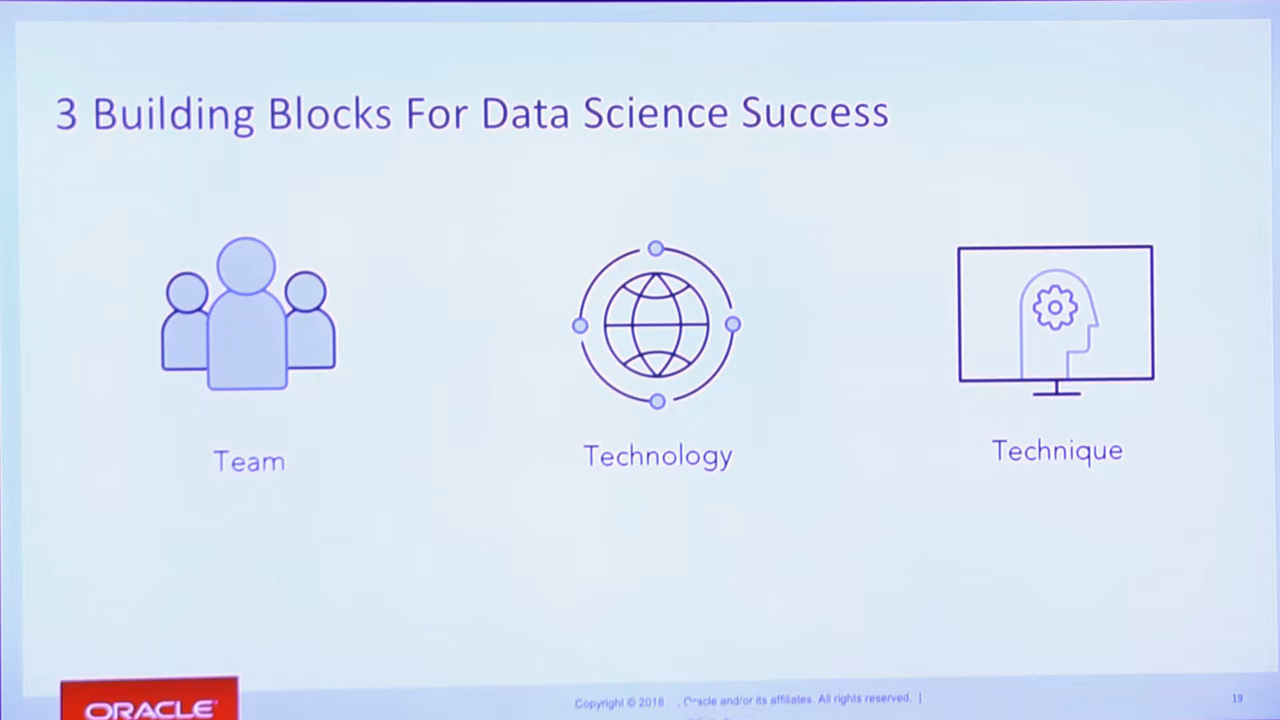 3 Building Blocks For Data Science Success
Team
Technology
Technique
ORACLE
Copyright © 2018, Oracle and/or its affiliates. All rights reserved. |
19